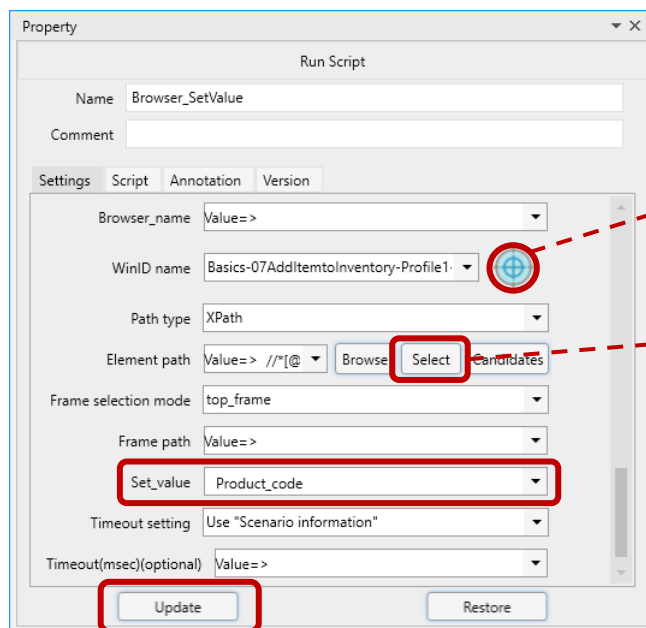 Property
Run Script
Name Browser_SetValue
Comment
Settings Script Annotation Version
Browser_name Value=>
WinID name Basics-07AddItemtoInventory-Profile1-
Path type XPath
Element path Value=> //*[@ Browse Select Candidates
Frame selection mode top_frame
Frame path Value=>
Set_value Product_code
Timeout setting Use "Scenario information"
Timeout(msec)(optional) Value=>
Update Restore